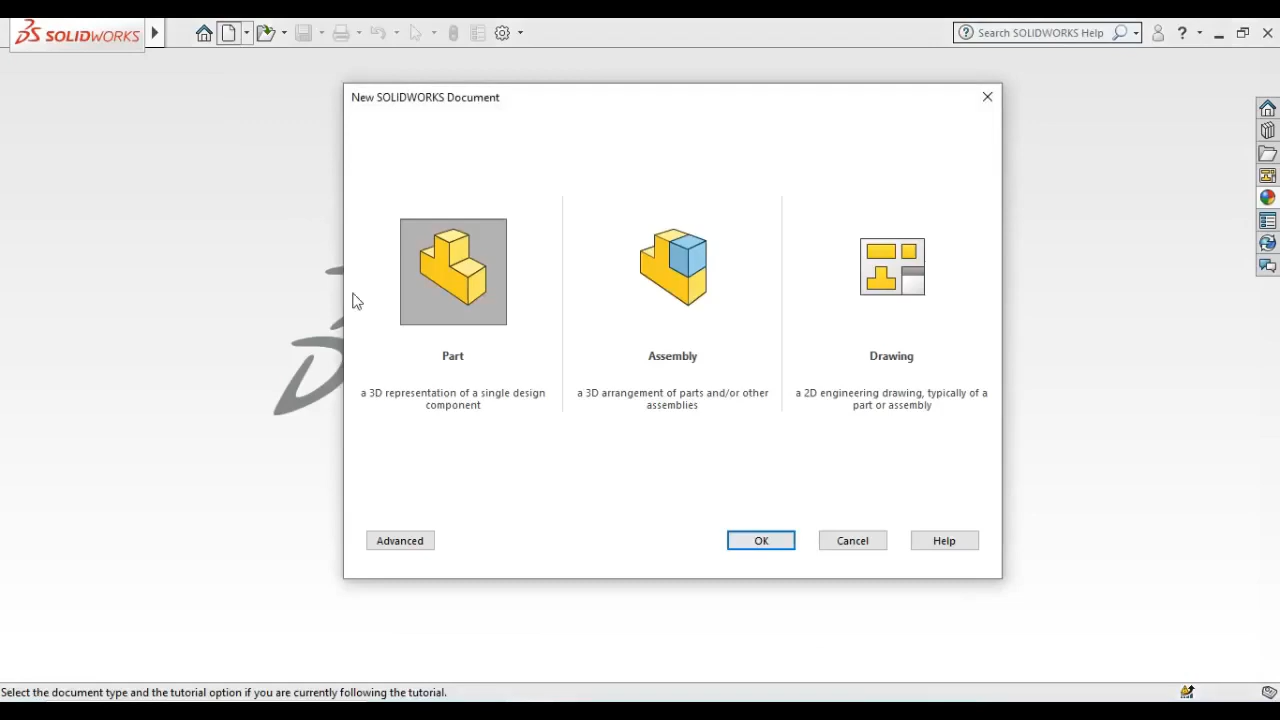 SOLIDWORKS
Search SOLIDWORKS Help
?
New SOLIDWORKS Document
Part
Assembly
Drawing
a 3D representation of a single design
component
a 3D arrangement of parts and/or other
assemblies
a 2D engineering drawing, typically of a
part or assembly
Advanced
OK
Cancel
Help
Select the document type and the tutorial option if you are currently following the tutorial.